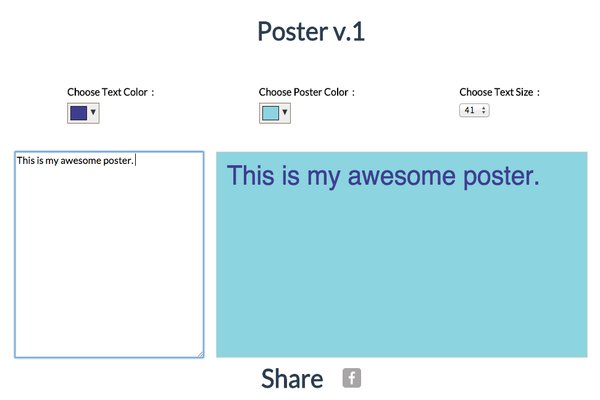 Poster v.1
Choose Text Color :
Choose Poster Color :
Choose Text Size :
41
This is my awesome poster.
This is my awesome poster.
Share